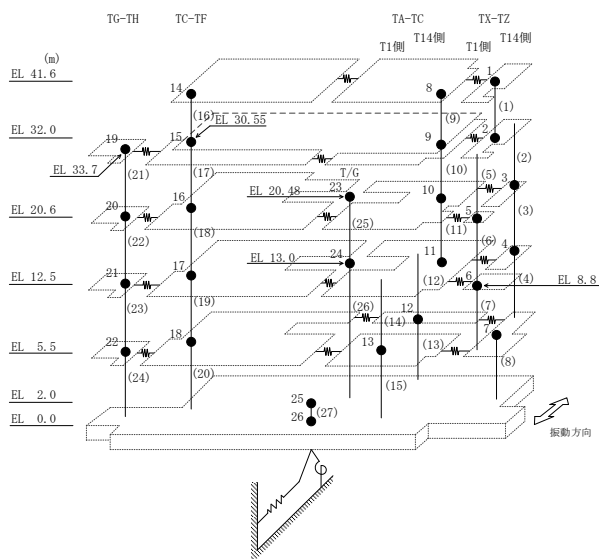 TG-TH TC-TF TA-TC TX-TZ
T1側 T14側 T1側 T14側
(m)
EL 41.6
14 8 1
(1)
(16) (9)
EL 30.55
EL 32.0
19 15 9 2
(2)
EL 33.7
(21) (17) (10)
T/G
23 (5) 3
EL 20.48
(3)
16 10
EL 20.6
20 (25) (11) 5
(22) (18) (6)
24 4
EL 13.0
11
EL 12.5
21 17 (12) 6 (4)
EL 8.8
(23) (19) (26) 12 (7)
(14)
EL 5.5
22 18 13 (13) 7
(8)
(24) (20) (15)
EL 2.0
25
(27)
EL 0.0
26
振動方向